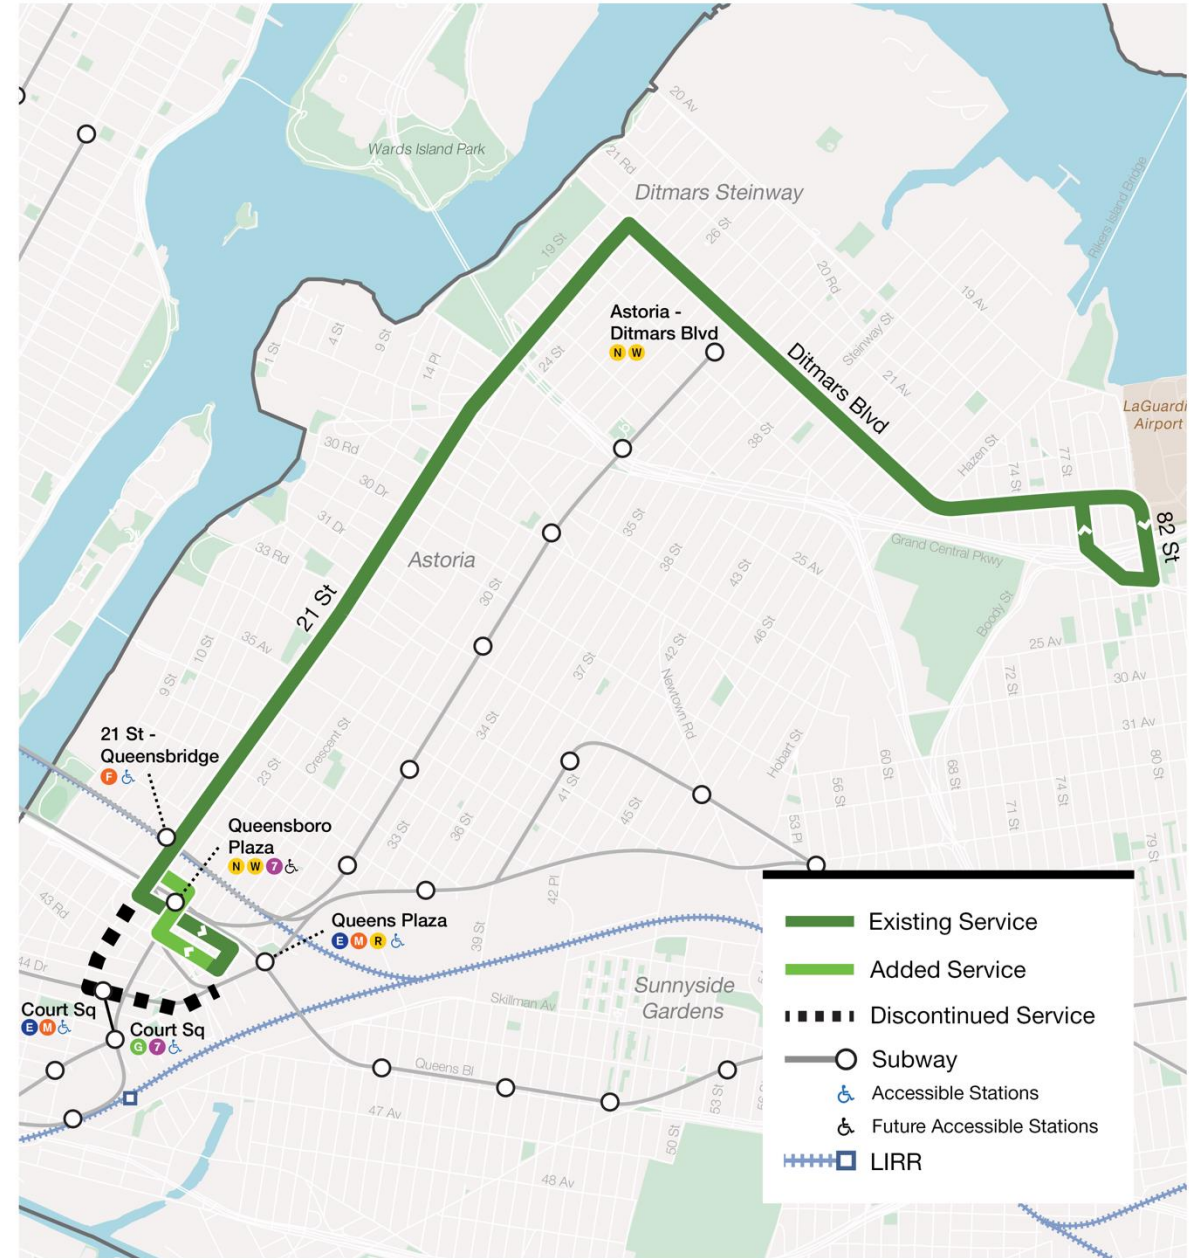 20 Av
Wards Island Park
21 Rd
Ditmars Steinway
Rikers Island Bridge
26 St
19 St
20 Rd
19 Av
Astoria -
Ditmars Blvd
N W
Steinway St
4 St
9 St
1 St
14 Pl
24 St
21 Av
Ditmars Blvd
LaGuardi
Airport
38 St
30 Rd
Hazen St
74 St
77 St
30 Dr
31 Dr
35 St
82 St
33 Rd
Astoria
38 St
43 St
25 Av
Grand Central Pkwy
30 St
21 St
Boody St
46 St
35 Av
10 St
42 St
25 Av
37 St
9 St
Newtown Rd
72 St
30 Av
34 St
31 Av
21 St -
Queensbridge
F
Crescent St
23 St
Hobart St
60 St
68 St
80 St
41 St
56 St
74 St
45 St
71 St
Queensboro
Plaza
N W 7
33 St
36 St
53 Pl
79 St
42 Pl
43 Rd
Queens Plaza
E M R
39 St
44 Dr
Court Sq
E M
Court Sq
G 7
Skillman Av
Sunnyside
Gardens
Queens Bl
47 Av
53 St
50 St
48 Av
Existing Service
Added Service
Discontinued Service
Subway
Accessible Stations
Future Accessible Stations
LIRR